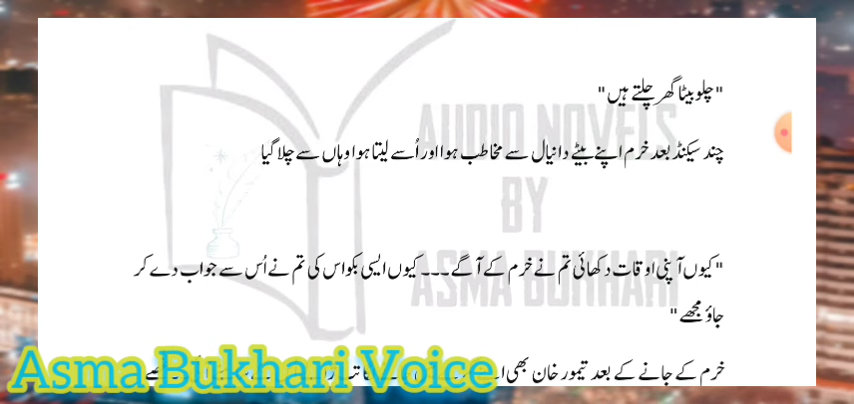 "چلو بیٹا گھر چلتے ہیں"
چند سیکنڈ بعد خرم اپنے بیٹے دانیال سے مخاطب ہوا اور اُسے لیتا ہوا وہاں سے چلا گیا
AUDIO NOVELS
BY
ASMA BUKHARI
"کیوں آپنی اوقات دکھائی تم نے خرم کے آگے۔۔۔ کیوں ایسی بکواس کی تم نے اُس سے جواب دے کر
جاؤ مجھے"
خرم کے جانے کے بعد تیمور خان بھی
Asma Bukhari Voice